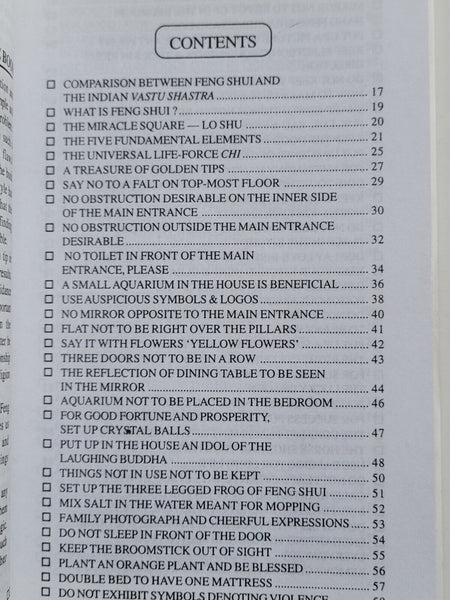 CONTENTS
COMPARISON BETWEEN FENG SHUI AND
THE INDIAN VASTU SHASTRA ........ 17
WHAT IS FENG SHUI ? ........ 19
THE MIRACLE SQUARE — LO SHU ........ 20
THE FIVE FUNDAMENTAL ELEMENTS ........ 21
THE UNIVERSAL LIFE-FORCE CHI ........ 25
A TREASURE OF GOLDEN TIPS ........ 27
SAY NO TO A FALT ON TOP-MOST FLOOR ........ 29
NO OBSTRUCTION DESIRABLE ON THE INNER SIDE
OF THE MAIN ENTRANCE ........ 30
NO OBSTRUCTION OUTSIDE THE MAIN ENTRANCE
DESIRABLE ........ 32
NO TOILET IN FRONT OF THE MAIN
ENTRANCE, PLEASE ........ 34
A SMALL AQUARIUM IN THE HOUSE IS BENEFICIAL ........ 36
USE AUSPICIOUS SYMBOLS & LOGOS ........ 38
NO MIRROR OPPOSITE TO THE MAIN ENTRANCE ........ 40
FLAT NOT TO BE RIGHT OVER THE PILLARS ........ 41
SAY IT WITH FLOWERS ‘YELLOW FLOWERS’ ........ 42
THREE DOORS NOT TO BE IN A ROW ........ 43
THE REFLECTION OF DINING TABLE TO BE SEEN
IN THE MIRROR ........ 44
AQUARIUM NOT TO BE PLACED IN THE BEDROOM ........ 46
FOR GOOD FORTUNE AND PROSPERITY,
SET UP CRYSTAL BALLS ........ 47
PUT UP IN THE HOUSE AN IDOL OF THE
LAUGHING BUDDHA ........ 48
THINGS NOT IN USE NOT TO BE KEPT ........ 50
SET UP THE THREE LEGGED FROG OF FENG SHUI ........ 51
MIX SALT IN THE WATER MEANT FOR MOPPING ........ 52
FAMILY PHOTOGRAPH AND CHEERFUL EXPRESSIONS ........ 53
DO NOT SLEEP IN FRONT OF THE DOOR ........ 54
KEEP THE BROOMSTICK OUT OF SIGHT ........ 55
PLANT AN ORANGE PLANT AND BE BLESSED ........ 56
DOUBLE BED TO HAVE ONE MATTRESS ........ 57
DO NOT EXHIBIT SYMBOLS DENOTING VIOLENCE